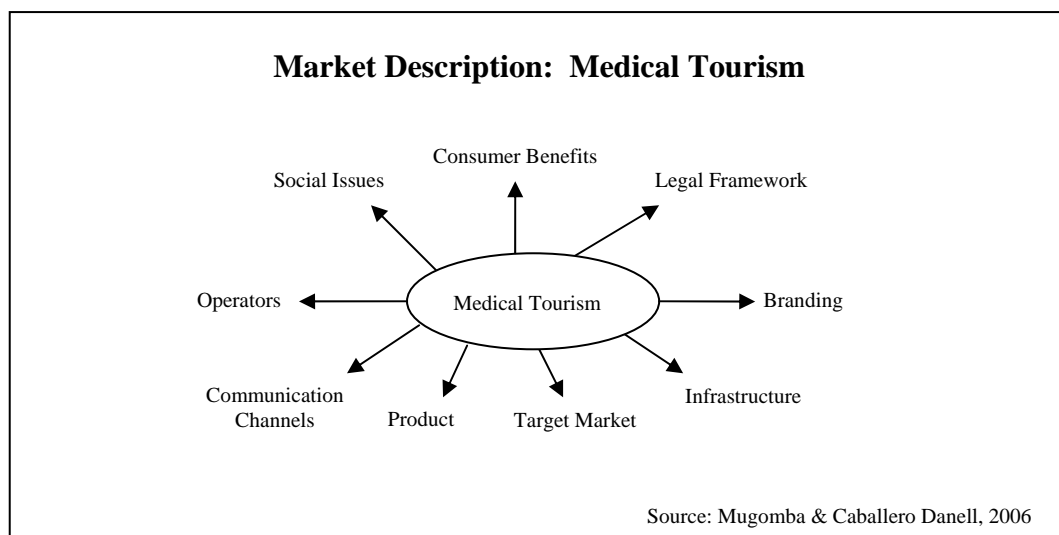 Market Description: Medical Tourism
Consumer Benefits
Social Issues
Legal Framework
Operators
Medical Tourism
Branding
Communication
Channels
Product
Target Market
Infrastructure
Source: Mugomba & Caballero Danell, 2006